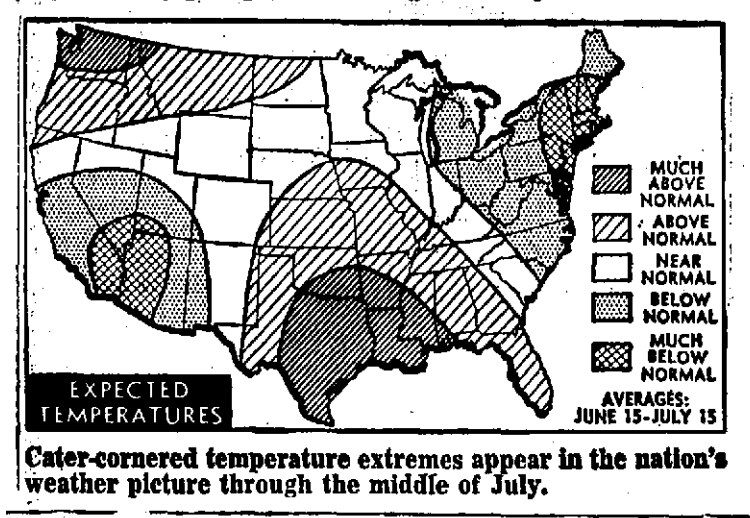 MUCH
ABOVE
NORMAL
ABOVE
NORMAL
NEAR
NORMAL
BELOW
NORMAL
MUCH
BELOW
NORMAL
EXPECTED
TEMPERATURES
AVERAGES:
JUNE 15-JULY 15
Cater-cornered temperature extremes appear in the nation's
weather picture through the middle of July.